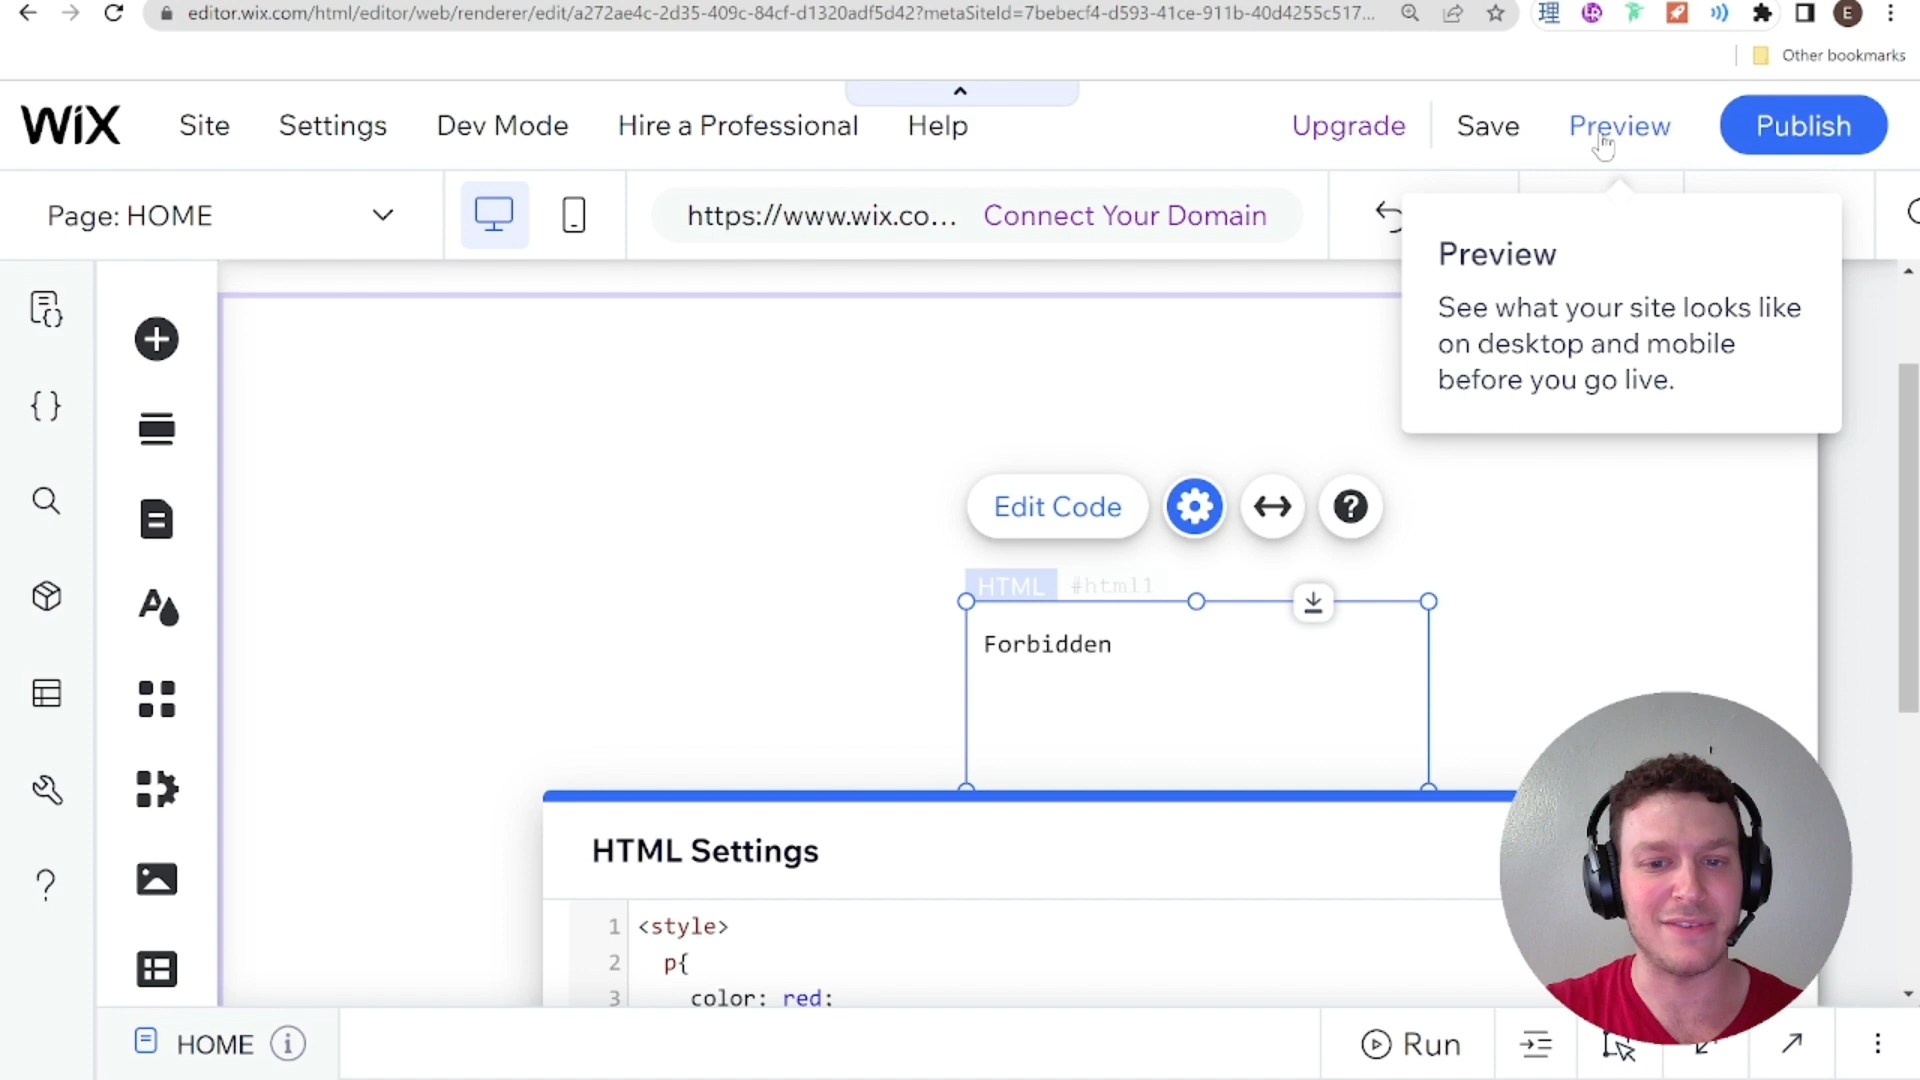 editor.wix.com/html/editor/web/renderer/edit/a272ae4c-2d35-409c-84cf-d1320adf5d42?metaSiteId=7bebecf4-d593-41ce-911b-40d4255c517...
理
E
Other bookmarks
WiX Site Settings Dev Mode Hire a Professional Help Upgrade Save Preview Publish
Page: HOME https://www.wix.co... Connect Your Domain
Preview
See what your site looks like
on desktop and mobile
before you go live.
Edit Code
HTML #html1
Forbidden
HTML Settings
1 <style>
2 p{
3 color: red;
HOME Run